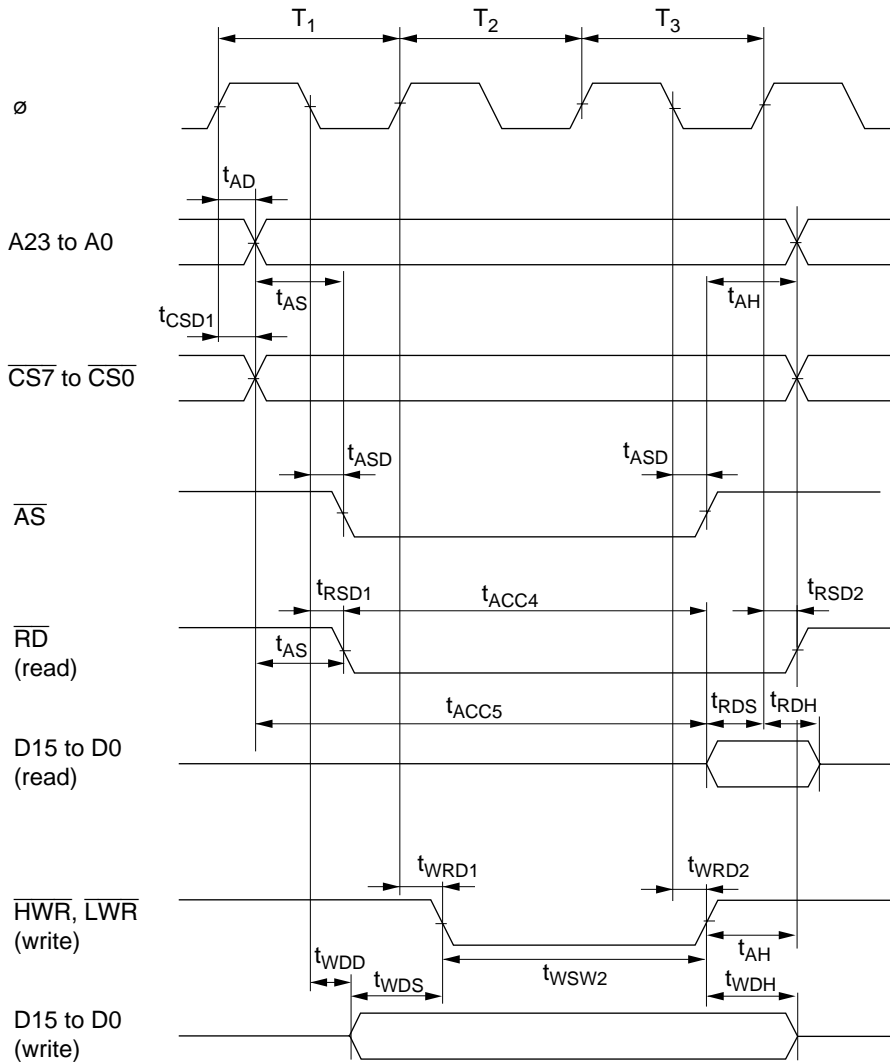 T1 T2 T3
ø
tAD
A23 to A0
tAS tAH
tCSD1
CS7 to CS0
tASD tASD
AS
tRSD1 tACC4 tRSD2
RD
(read)
tAS
tACC5 tRDS tRDH
D15 to D0
(read)
tWRD1 tWRD2
HWR, LWR
(write)
tAH
tWDD tWDS tWSW2 tWDH
D15 to D0
(write)